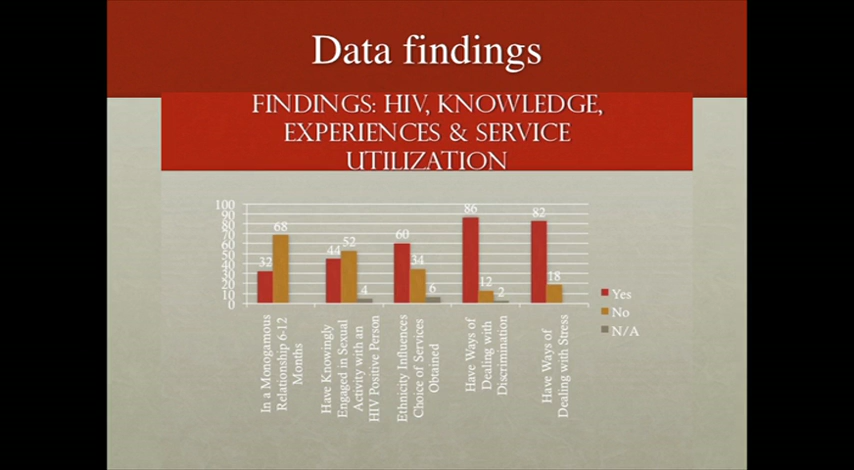 Data findings
FINDINGS: HIV, KNOWLEDGE,
EXPERIENCES & SERVICE
UTILIZATION
100
90
80
70
60
50
40
30
20
10
0
32
68
44
52
4
60
34
6
86
12
2
82
18
In a Monogamous
Relationship 6-12
Months
Have Knowingly
Engaged in Sexual
Activity with an
HIV Positive Person
Ethnicity Influences
Choice of Services
Obtained
Have Ways of
Dealing with
Discrimination
Have Ways of
Dealing with Stress
Yes
No
N/A